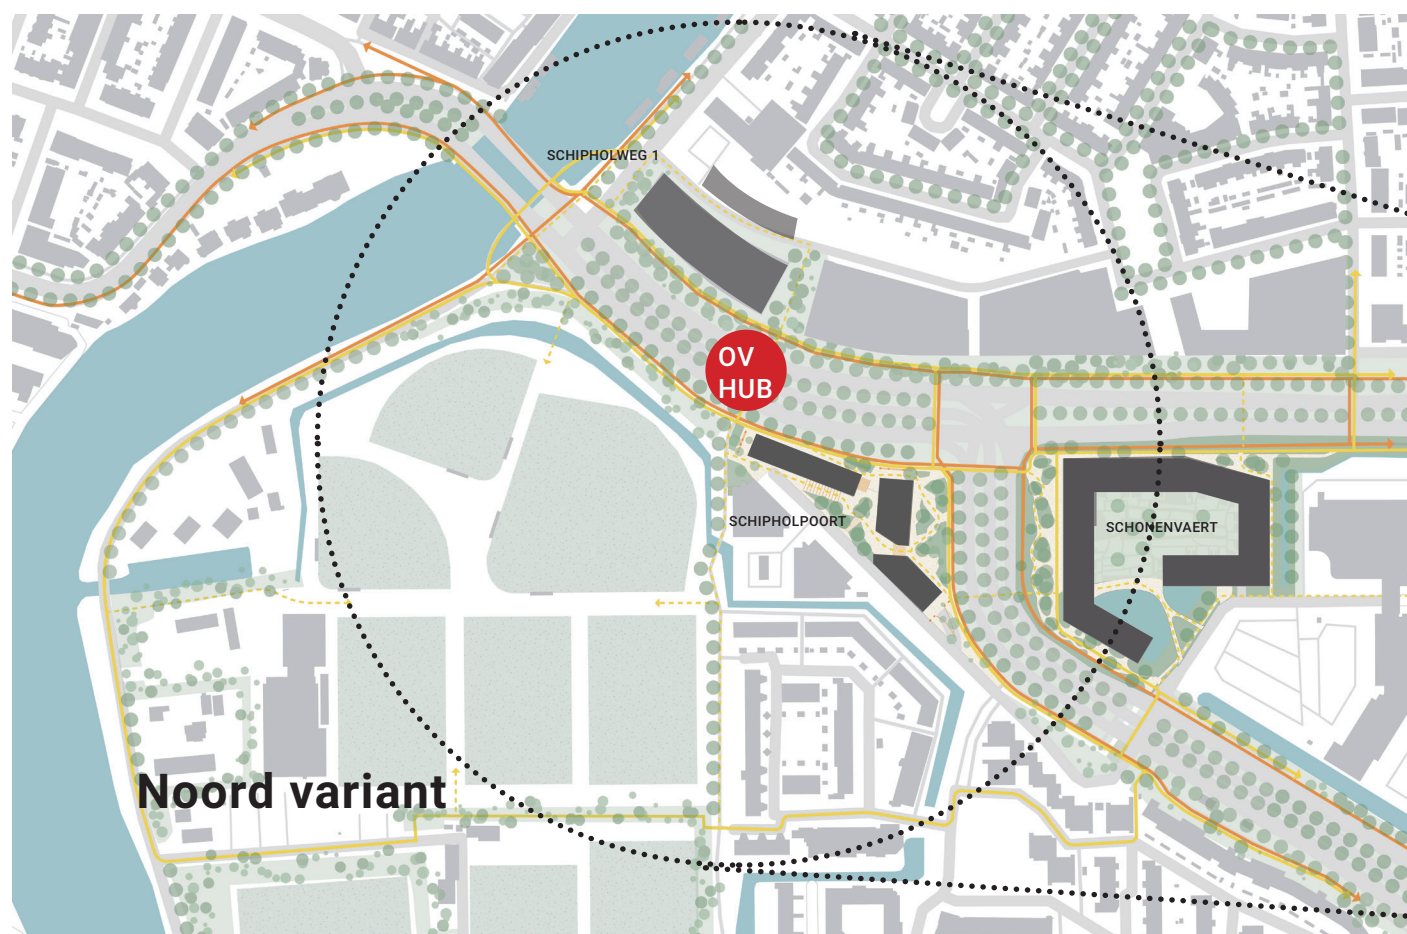 SCHIPHOLWEG 1
OV
HUB
SCHIPHOLPOORT
SCHONENVAERT
Noord variant